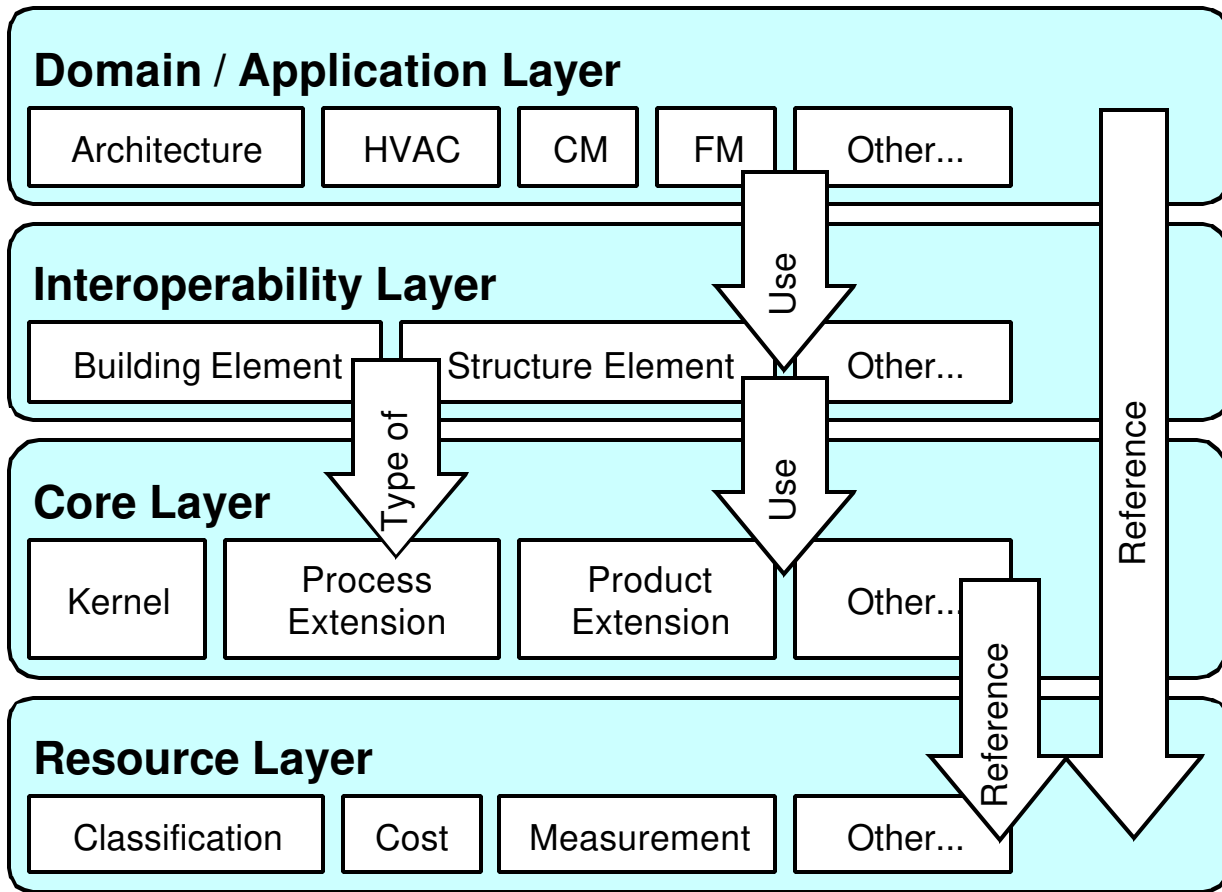 Domain / Application Layer
Architecture
HVAC
CM
FM
Other...
Use
Interoperability Layer
Building Element
Structure Element
Other...
Type of
Use
Reference
Core Layer
Kernel
Process
Extension
Product
Extension
Other...
Reference
Resource Layer
Classification
Cost
Measurement
Other...